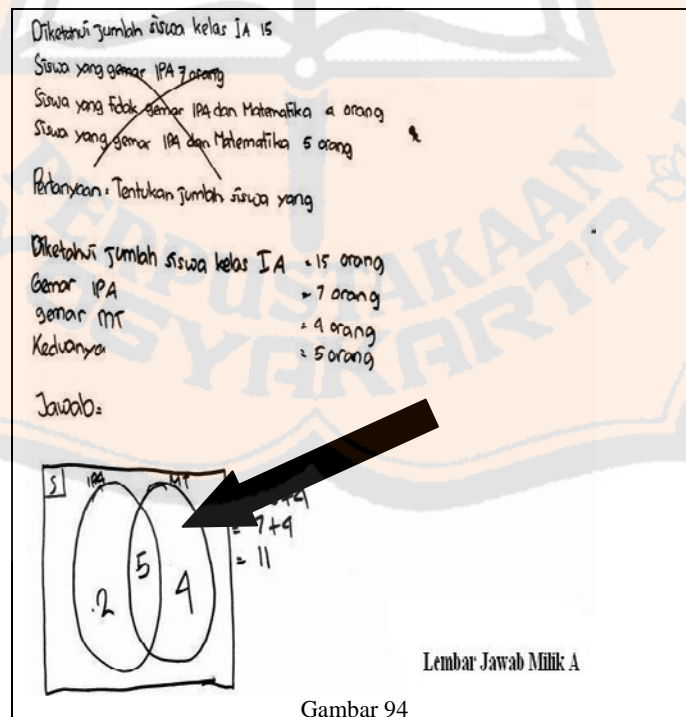 Diketahui jumlah siswa kelas IA 15
Siswa yang gemar IPA 7 orang
Siswa yang tidak gemar IPA dan Matematika 4 orang
Siswa yang gemar IPA dan Matematika 5 orang
Pertanyaan: Tentukan jumlah siswa yang
Diketahui jumlah siswa kelas IA = 15 orang
Gemar IPA = 7 orang
gemar MT = 4 orang
Keduanya = 5 orang
Jawab:
S IPA MT
+4
= 7+4
= 11
2 5 4
Lembar Jawab Milik A
Gambar 94